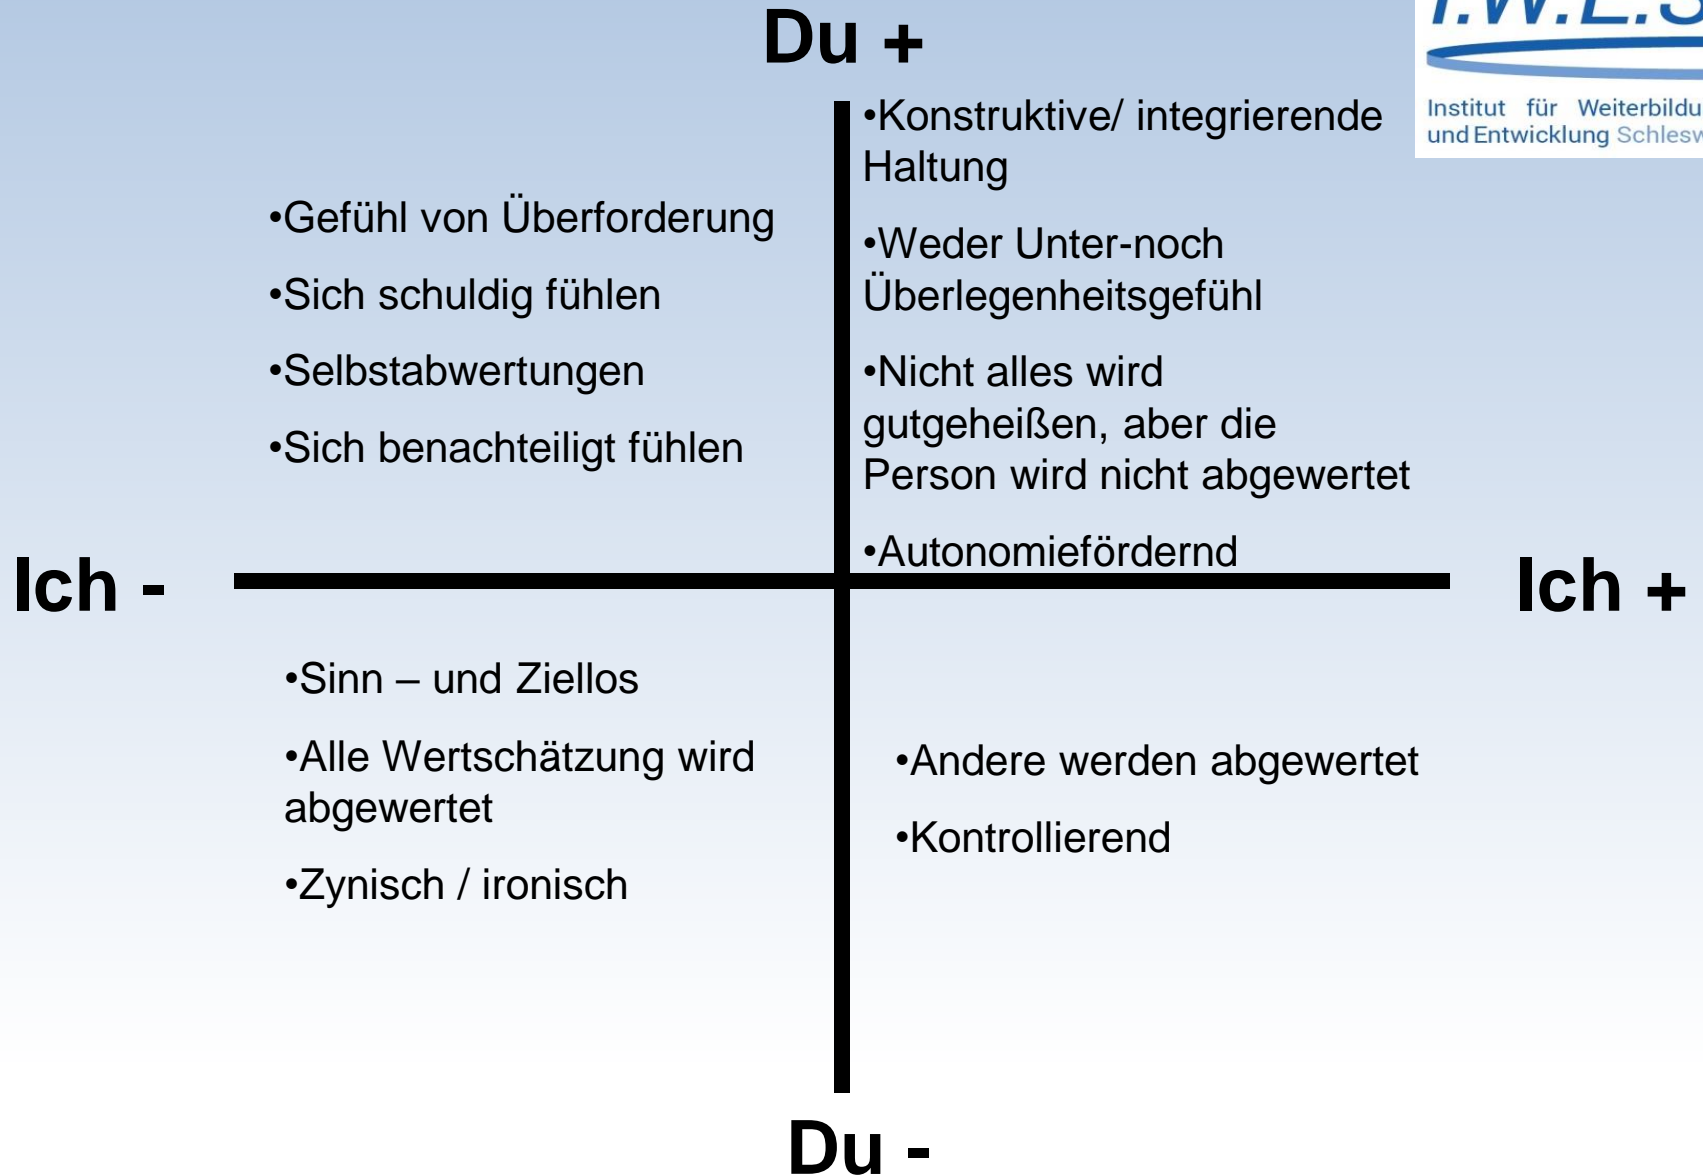 Du +
I.W.E.S
Institut für Weiterbildu
und Entwicklung Schlesw
•Gefühl von Überforderung
•Sich schuldig fühlen
•Selbstabwertungen
•Sich benachteiligt fühlen
•Konstruktive/ integrierende
Haltung
•Weder Unter-noch
Überlegenheitsgefühl
•Nicht alles wird
gutgeheißen, aber die
Person wird nicht abgewertet
•Autonomiefördernd
Ich -
Ich +
•Sinn – und Ziellos
•Alle Wertschätzung wird
abgewertet
•Zynisch / ironisch
•Andere werden abgewertet
•Kontrollierend
Du -